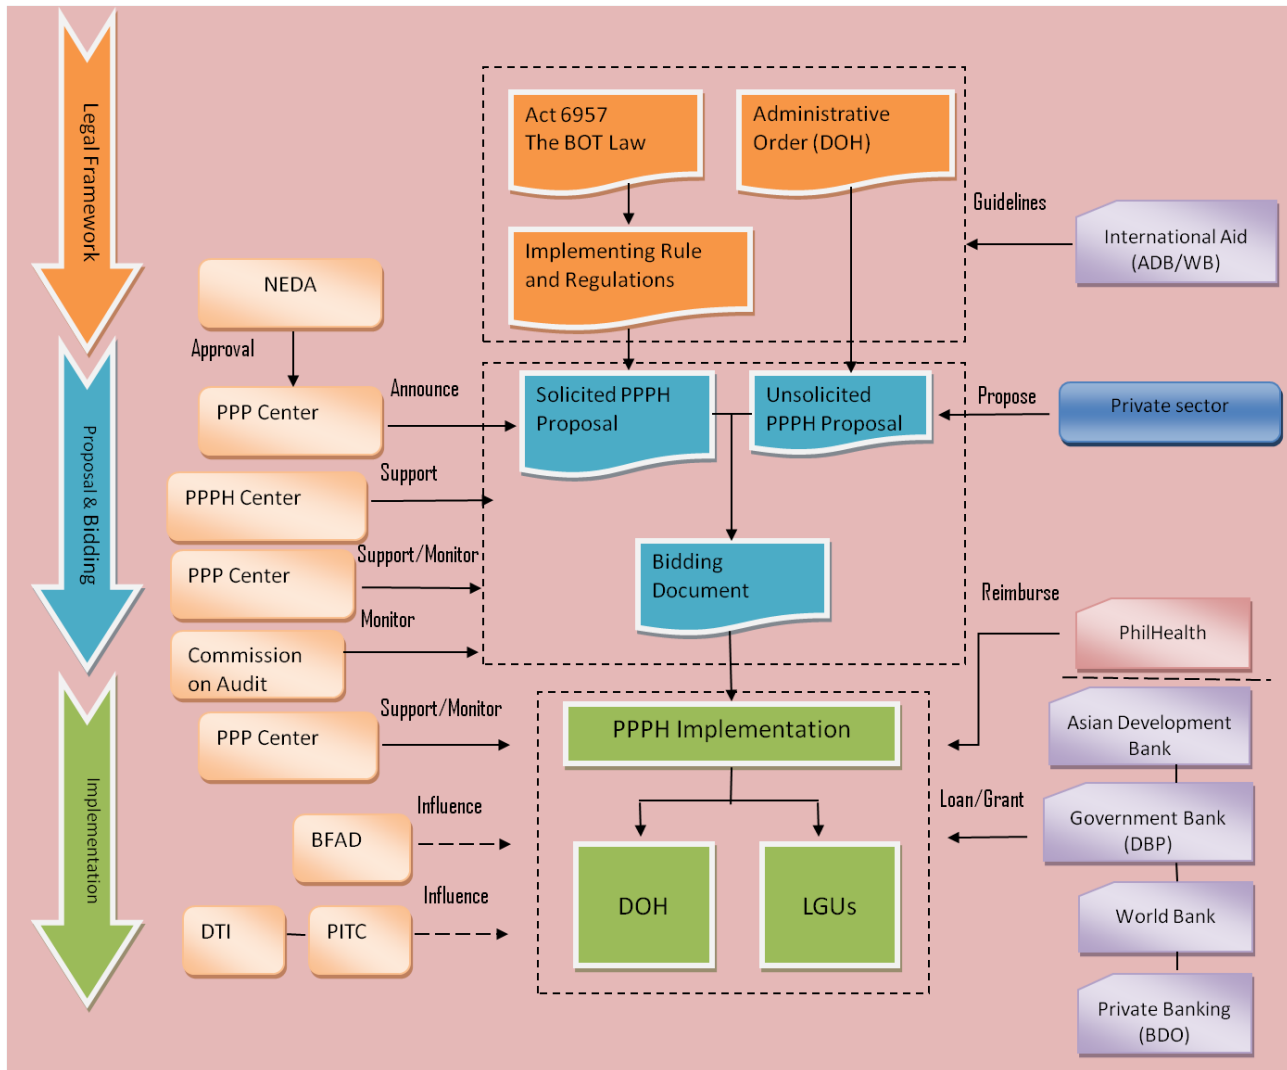 Legal Framework
Proposal & Bidding
Implementation
Act 6957
The BOT Law
Administrative
Order (DOH)
Implementing Rule
and Regulations
Guidelines
International Aid
(ADB/WB)
NEDA
Approval
PPP Center
Announce
Solicited PPPH
Proposal
Unsolicited
PPPH Proposal
Propose
Private sector
PPPH Center
Support
PPP Center
Support/Monitor
Bidding
Document
Monitor
Commission
on Audit
Reimburse
PhilHealth
PPP Center
Support/Monitor
PPPH Implementation
Asian Development
Bank
BFAD
Influence
Loan/Grant
Government Bank
(DBP)
DTI
PITC
Influence
DOH
LGUs
World Bank
Private Banking
(BDO)